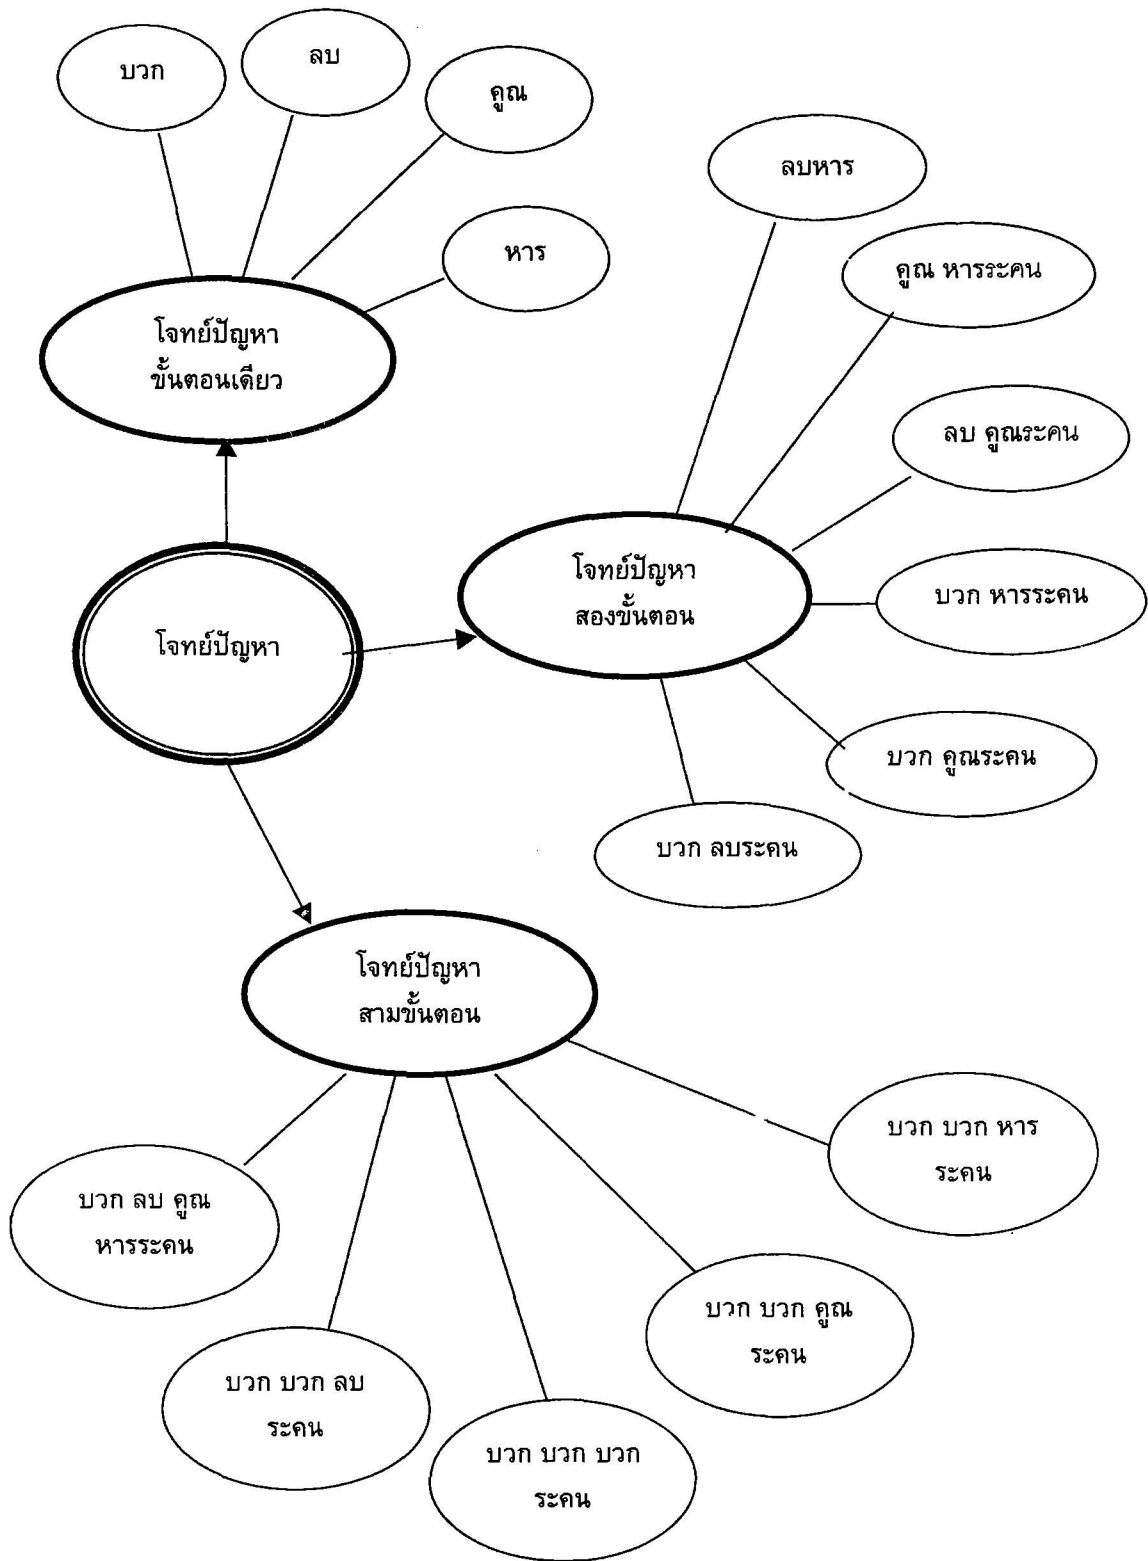 บวก
ลบ
คูณ
หาร
โจทย์ปัญหา
ขั้นตอนเดียว
ลบหาร
คูณ หารระคน
ลบ คูณระคน
บวก หารระคน
บวก คูณระคน
บวก ลบระคน
โจทย์ปัญหา
สองขั้นตอน
โจทย์ปัญหา
โจทย์ปัญหา
สามขั้นตอน
บวก บวก หาร
ระคน
บวก ลบ คูณ
หารระคน
บวก บวก คูณ
ระคน
บวก บวก ลบ
ระคน
บวก บวก บวก
ระคน